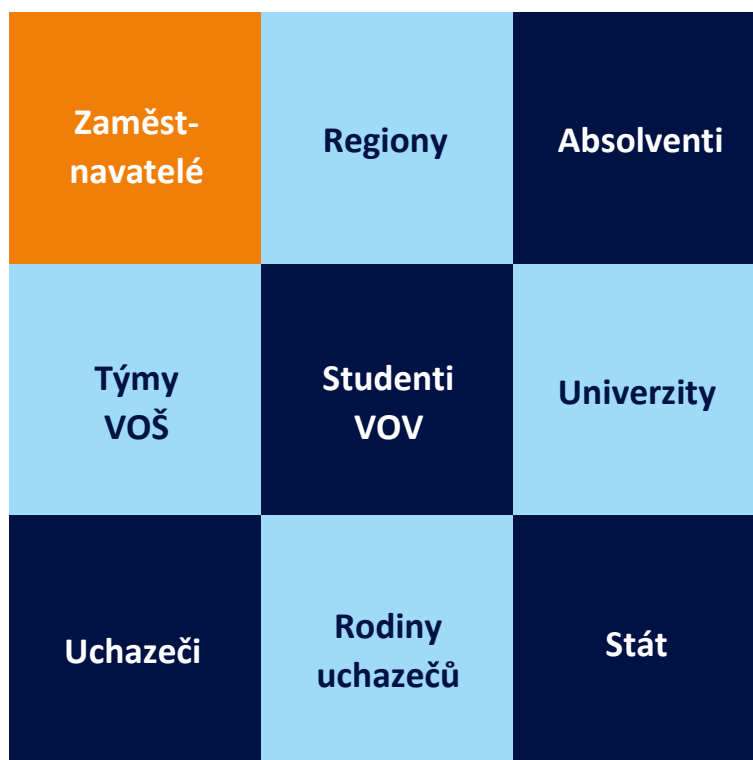 Zaměst-
navatelé
Regiony
Absolventi
Týmy
VOŠ
Studenti
VOV
Univerzity
Uchazeči
Rodiny
uchazečů
Stát